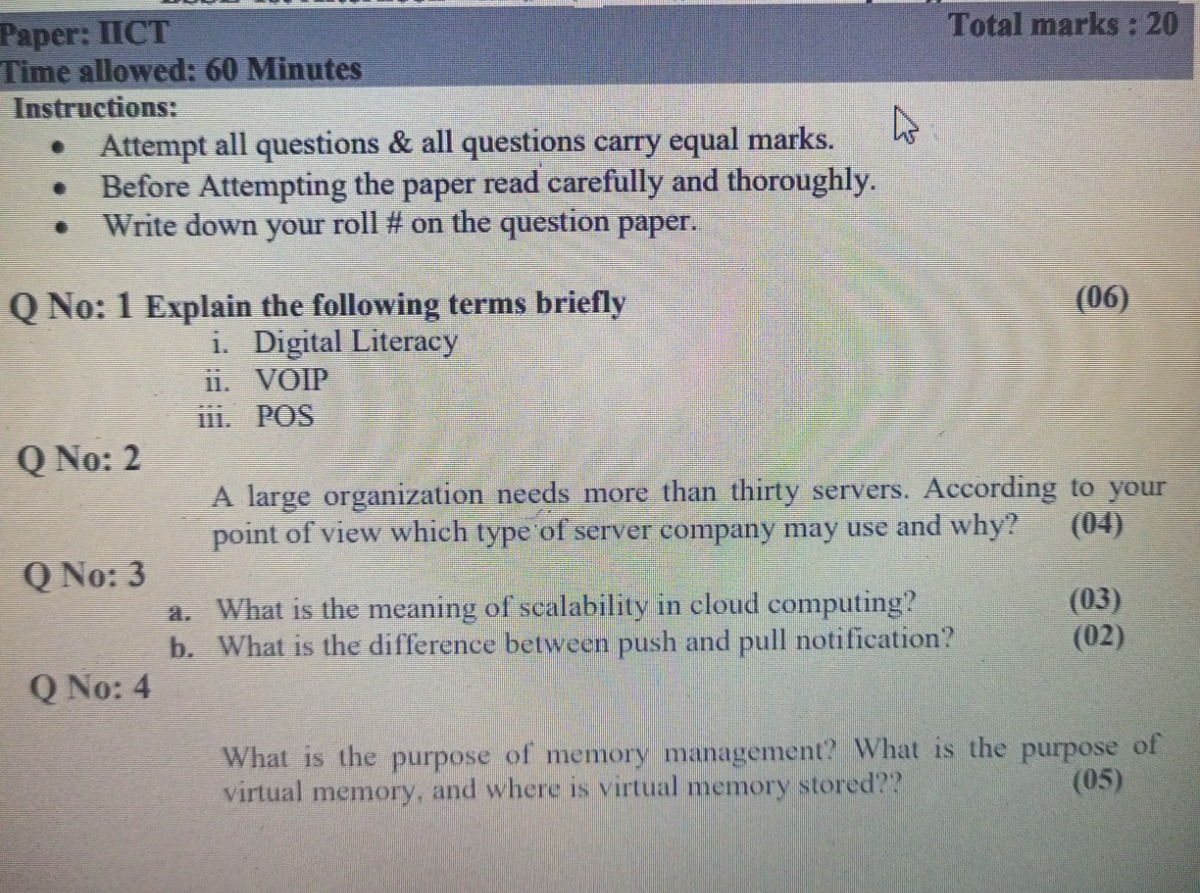 Paper: IICT Total marks : 20
Time allowed: 60 Minutes
Instructions:
• Attempt all questions & all questions carry equal marks.
• Before Attempting the paper read carefully and thoroughly.
• Write down your roll # on the question paper.
Q No: 1 Explain the following terms briefly (06)
i. Digital Literacy
ii. VOIP
iii. POS
Q No: 2
A large organization needs more than thirty servers. According to your
point of view which type of server company may use and why? (04)
Q No: 3
a. What is the meaning of scalability in cloud computing? (03)
b. What is the difference between push and pull notification? (02)
Q No: 4
What is the purpose of memory management? What is the purpose of
virtual memory, and where is virtual memory stored?? (05)